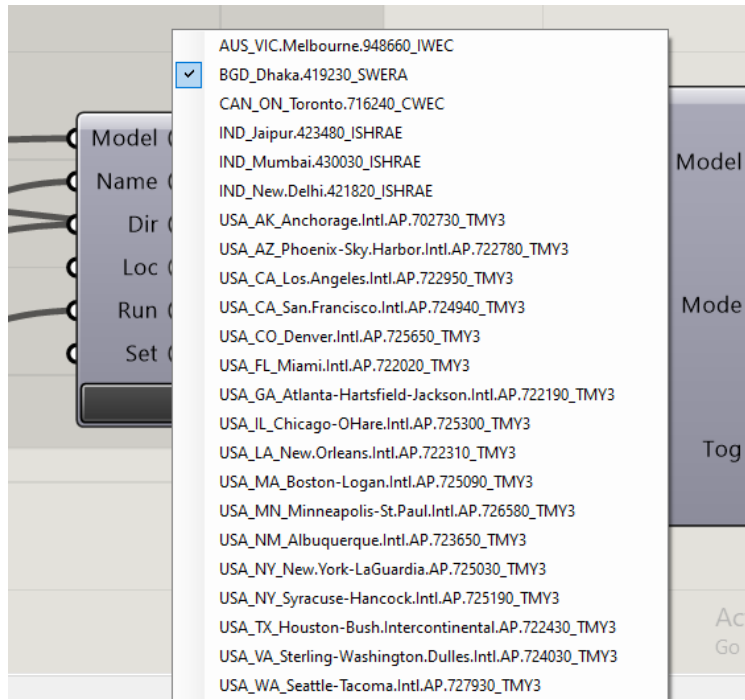 AUS_VIC.Melbourne.948660_IWEC
BGD_Dhaka.419230_SWERA
CAN_ON_Toronto.716240_CWEC
IND_Jaipur.423480_ISHRAE
IND_Mumbai.430030_ISHRAE
IND_New.Delhi.421820_ISHRAE
USA_AK_Anchorage.Intl.AP.702730_TMY3
USA_AZ_Phoenix-Sky.Harbor.Intl.AP.722780_TMY3
USA_CA_Los.Angeles.Intl.AP.722950_TMY3
USA_CA_San.Francisco.Intl.AP.724940_TMY3
USA_CO_Denver.Intl.AP.725650_TMY3
USA_FL_Miami.Intl.AP.722020_TMY3
USA_GA_Atlanta-Hartsfield-Jackson.Intl.AP.722190_TMY3
USA_IL_Chicago-OHare.Intl.AP.725300_TMY3
USA_LA_New.Orleans.Intl.AP.722310_TMY3
USA_MA_Boston-Logan.Intl.AP.725090_TMY3
USA_MN_Minneapolis-St.Paul.Intl.AP.726580_TMY3
USA_NM_Albuquerque.Intl.AP.723650_TMY3
USA_NY_New.York-LaGuardia.AP.725030_TMY3
USA_NY_Syracuse-Hancock.Intl.AP.725190_TMY3
USA_TX_Houston-Bush.Intercontinental.AP.722430_TMY3
USA_VA_Sterling-Washington.Dulles.Intl.AP.724030_TMY3
USA_WA_Seattle-Tacoma.Intl.AP.727930_TMY3
Model (
Name (
Dir (
Loc (
Run (
Set (
Model
Mode
Tog
Ac
Go